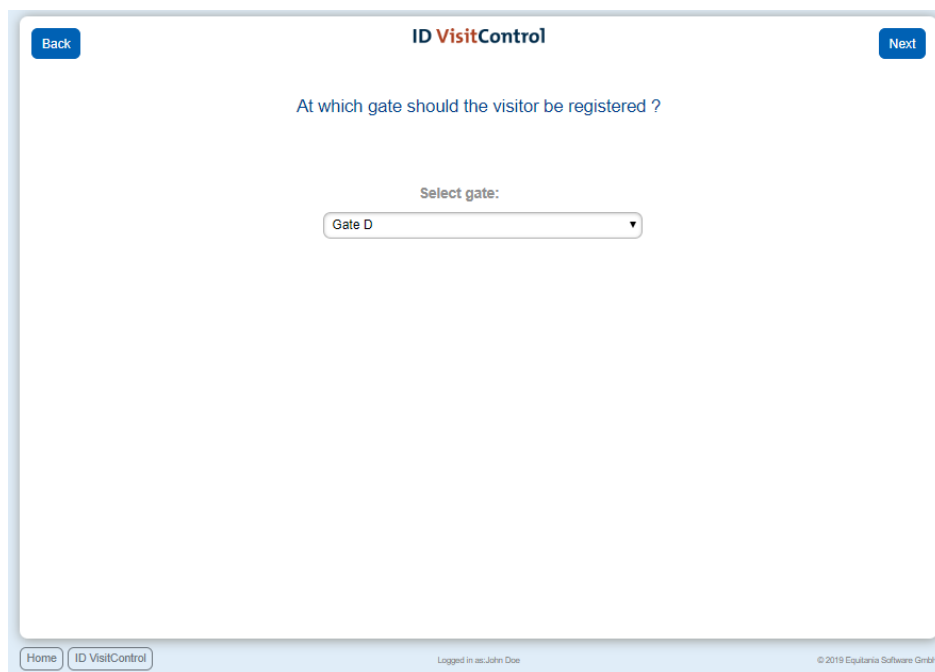 Back
ID VisitControl
Next
At which gate should the visitor be registered ?
Select gate:
Gate D
Home
ID VisitControl
Logged in as:John Doe
© 2019 Equitania Software GmbH